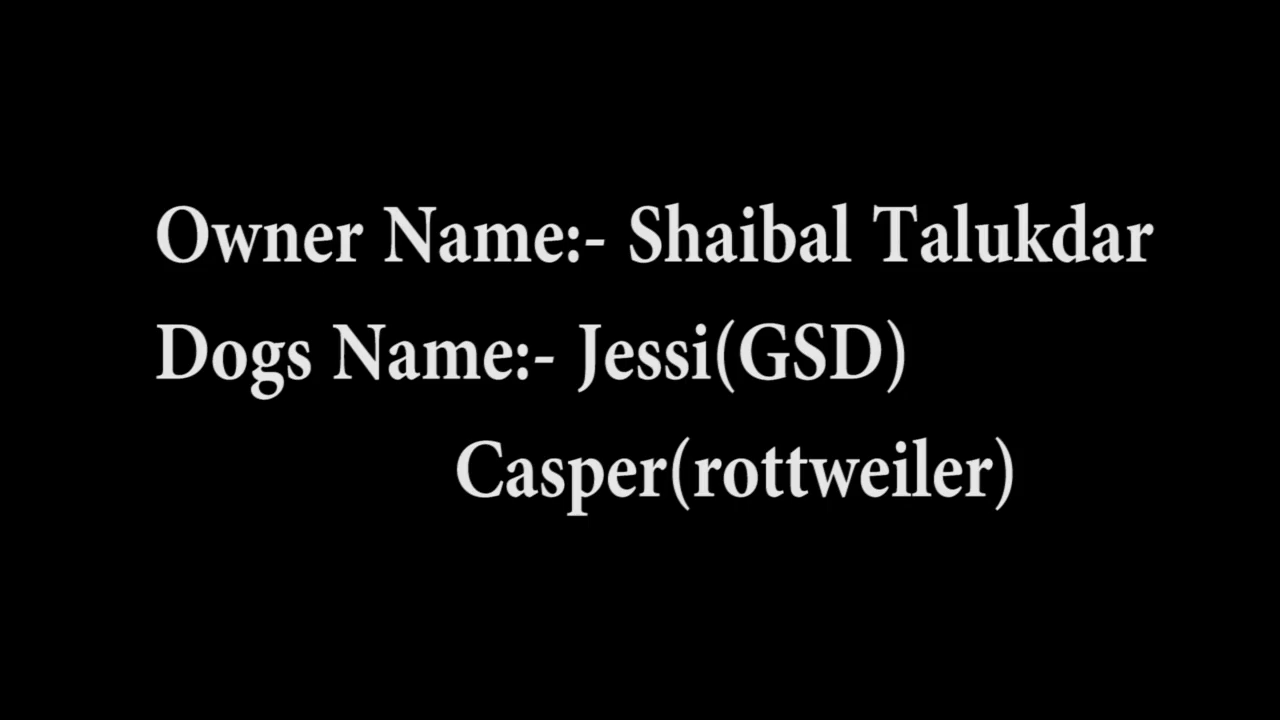 Owner Name:- Shaibal Talukdar
Dogs Name:- Jessi(GSD)
Casper(rottweiler)